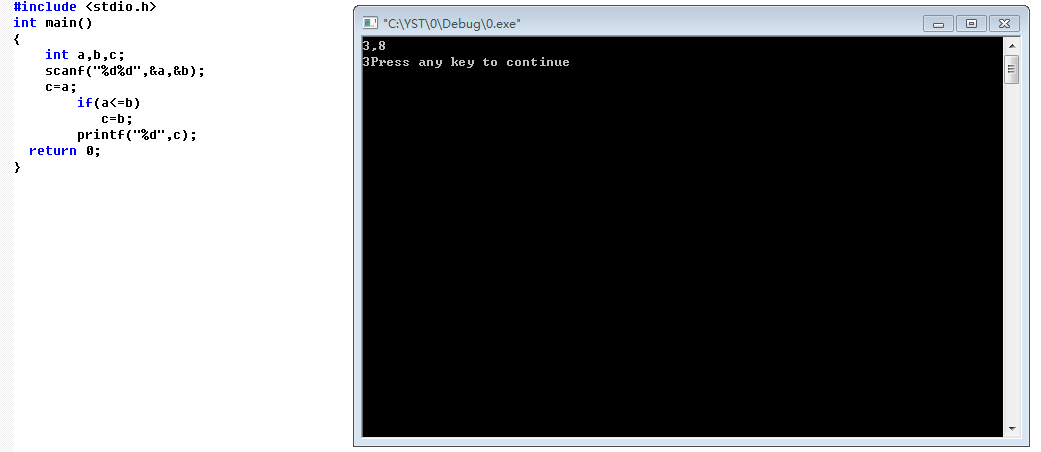 #include <stdio.h>
int main()
{
    int a,b,c;
    scanf("%d%d",&a,&b);
    c=a;
        if(a<=b)
           c=b;
        printf("%d",c);
  return 0;
}
"C:\YST\0\Debug\0.exe"
3,8
3Press any key to continue